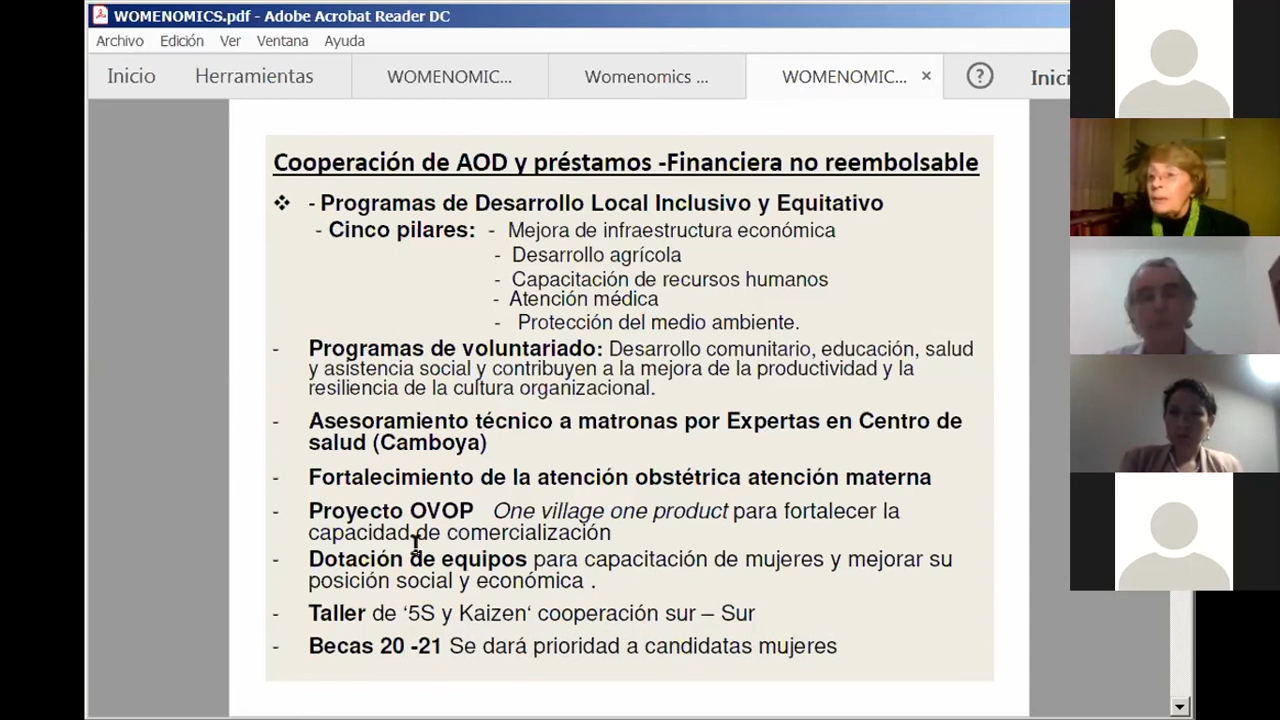 WOMENOMICS.pdf - Adobe Acrobat Reader DC
Archivo Edición Ver Ventana Ayuda
Inicio Herramientas WOMENOMIC... Womenomics ... WOMENOMIC... × ? Inici
Cooperación de AOD y préstamos -Financiera no reembolsable
❖ - Programas de Desarrollo Local Inclusivo y Equitativo
- Cinco pilares: - Mejora de infraestructura económica
- Desarrollo agrícola
- Capacitación de recursos humanos
- Atención médica
- Protección del medio ambiente.
- Programas de voluntariado: Desarrollo comunitario, educación, salud
y asistencia social y contribuyen a la mejora de la productividad y la
resiliencia de la cultura organizacional.
- Asesoramiento técnico a matronas por Expertas en Centro de
salud (Camboya)
- Fortalecimiento de la atención obstétrica atención materna
- Proyecto OVOP One village one product para fortalecer la
capacidad de comercialización
- Dotación de equipos para capacitación de mujeres y mejorar su
posición social y económica .
- Taller de ‘5S y Kaizen‘ cooperación sur – Sur
- Becas 20 -21 Se dará prioridad a candidatas mujeres